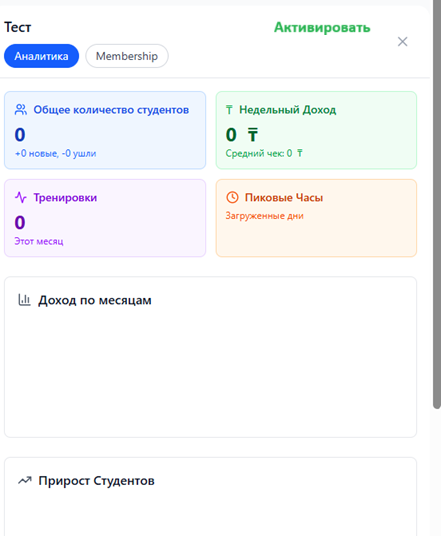 Тест
Активировать
Аналитика
Membership
Общее количество студентов
0
+0 новые, -0 ушли
₸ Недельный Доход
0 ₸
Средний чек: 0 ₸
Тренировки
0
Этот месяц
Пиковые Часы
Загруженные дни
Доход по месяцам
Прирост Студентов